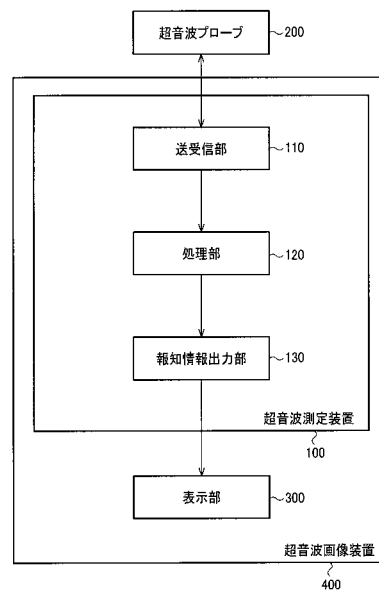 超音波プローブ
200
送受信部
110
処理部
120
報知情報出力部
130
超音波測定装置
100
表示部
300
超音波画像装置
400